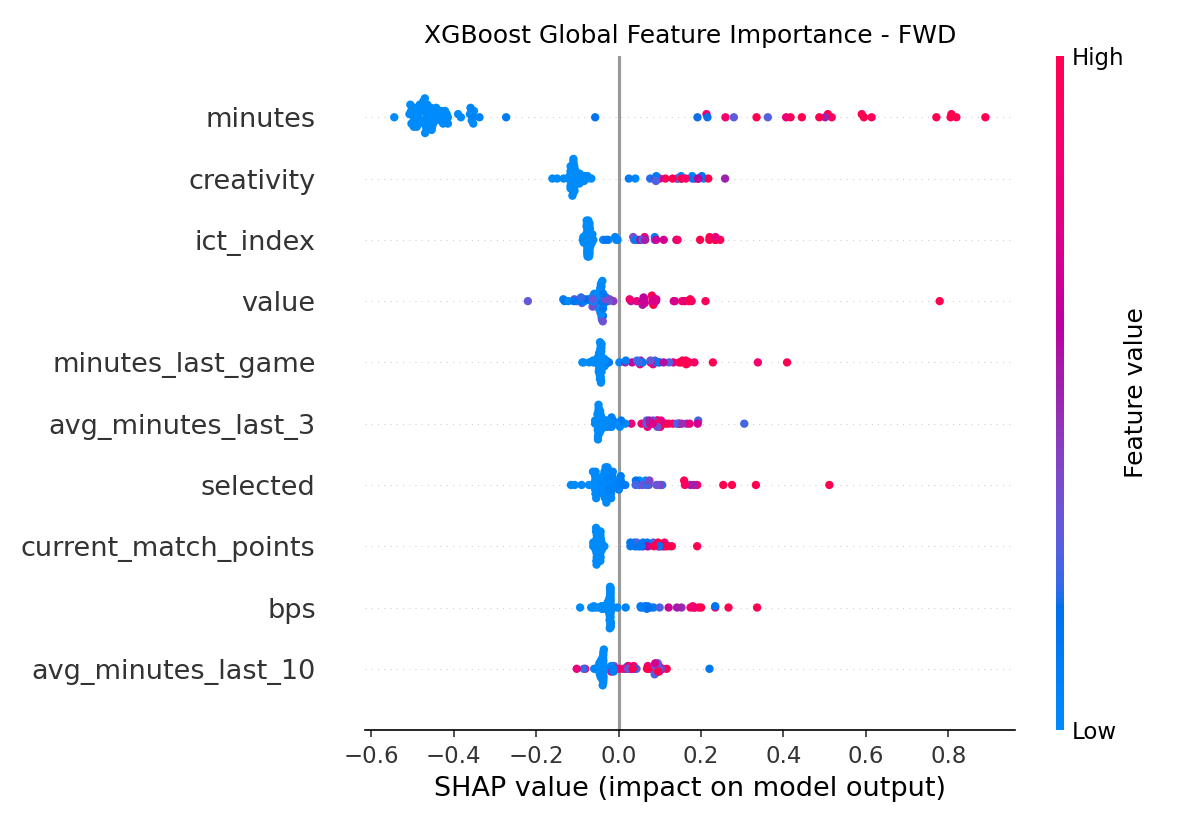 XGBoost Global Feature Importance - FWD
High
minutes
creativity
ict_index
value
minutes_last_game
avg_minutes_last_3
selected
current_match_points
bps
avg_minutes_last_10
Feature value
Low
−0.6 −0.4 −0.2 0.0 0.2 0.4 0.6 0.8
SHAP value (impact on model output)